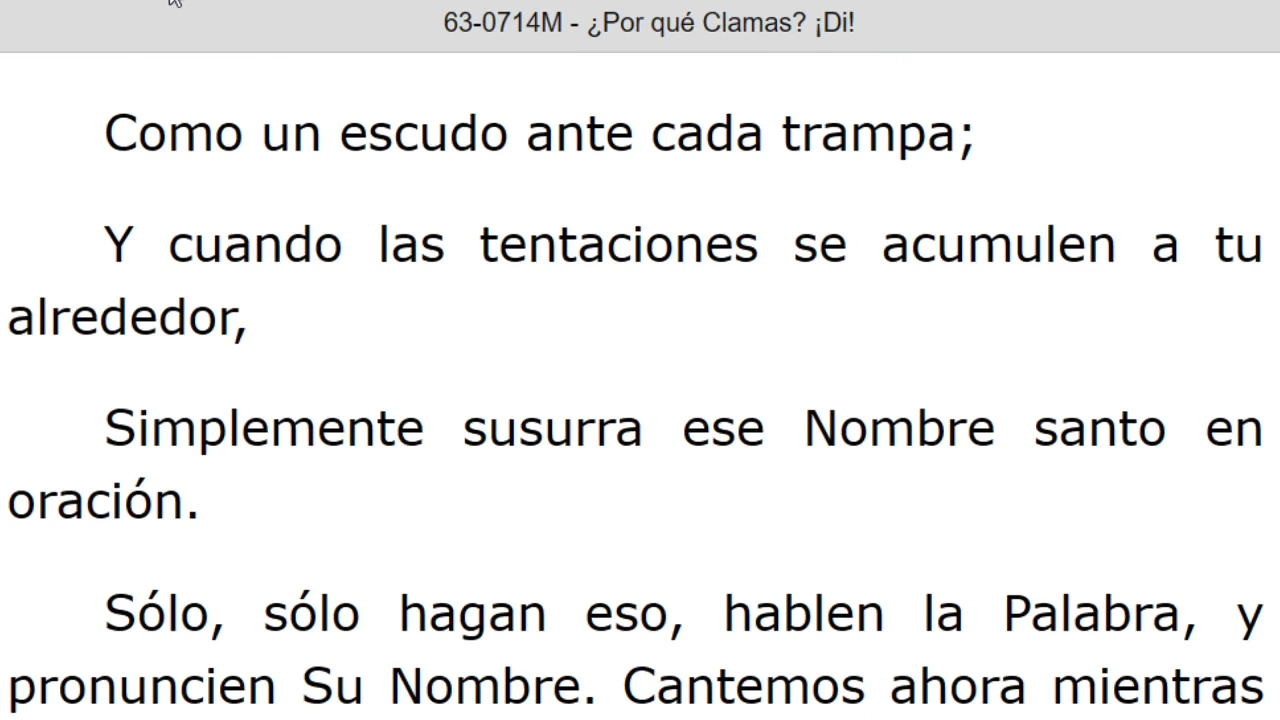 63-0714M - ¿Por qué Clamas? ¡Di!
Como un escudo ante cada trampa;
Y cuando las tentaciones se acumulen a tu
alrededor,
Simplemente susurra ese Nombre santo en
oración.
Sólo, sólo hagan eso, hablen la Palabra, y
pronuncien Su Nombre. Cantemos ahora mientras